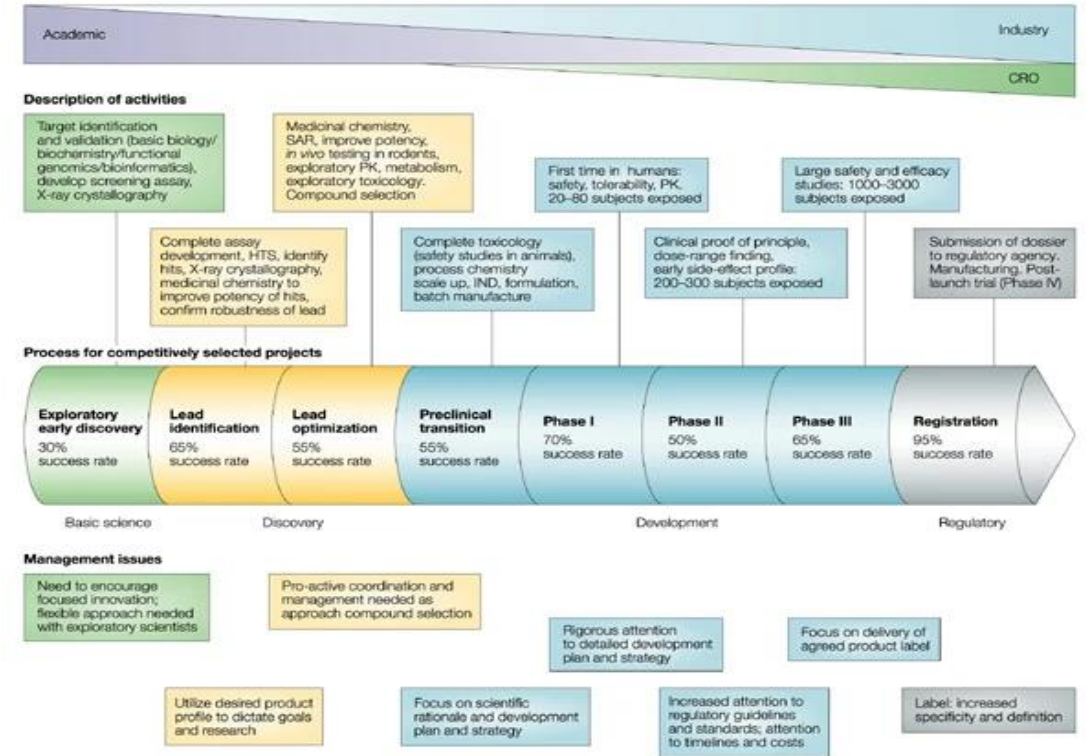 Academic
Industry
CRO
Description of activities
Target identification
and validation (basic biology/
biochemistry/functional
genomics/bioinformatics),
develop screening assay,
X-ray crystallography
Medicinal chemistry,
SAR, improve potency,
in vivo testing in rodents,
exploratory PK, metabolism,
exploratory toxicology.
Compound selection
First time in humans:
safety, tolerability, PK.
20–80 subjects exposed
Large safety and efficacy
studies: 1000–3000
subjects exposed
Complete assay
development, HTS, identify
hits, X-ray crystallography,
medicinal chemistry to
improve potency of hits,
confirm robustness of lead
Complete toxicology
(safety studies in animals),
process chemistry
scale up, IND, formulation,
batch manufacture
Clinical proof of principle,
dose-range finding,
early side-effect profile:
200–300 subjects exposed
Submission of dossier
to regulatory agency.
Manufacturing. Post-
launch trial (Phase IV)
Process for competitively selected projects
Exploratory
early discovery
30%
success rate
Lead
identification
65%
success rate
Lead
optimization
55%
success rate
Preclinical
transition
55%
success rate
Phase I
70%
success rate
Phase II
50%
success rate
Phase III
65%
success rate
Registration
95%
success rate
Basic science
Discovery
Development
Regulatory
Management issues
Need to encourage
focused innovation;
flexible approach needed
with exploratory scientists
Pro-active coordination and
management needed as
approach compound selection
Rigorous attention
to detailed development
plan and strategy
Focus on delivery of
agreed product label
Utilize desired product
profile to dictate goals
and research
Focus on scientific
rationale and development
plan and strategy
Increased attention to
regulatory guidelines
and standards; attention
to timelines and costs
Label: increased
specificity and definition